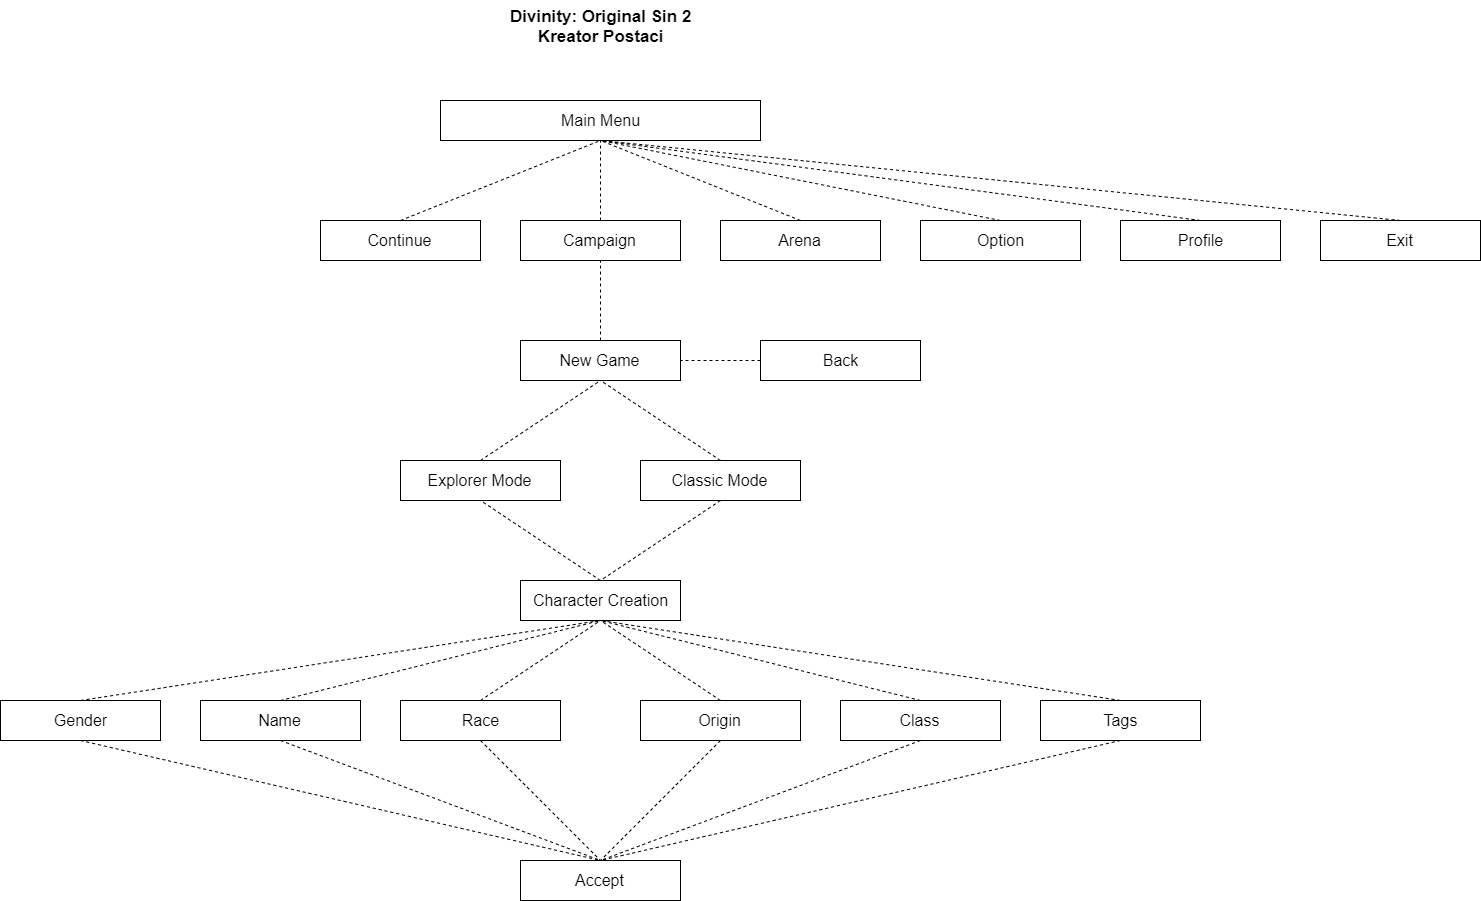 Divinity: Original Sin 2
Kreator Postaci
Main Menu
Continue
Campaign
Arena
Option
Profile
Exit
New Game
Back
Explorer Mode
Classic Mode
Character Creation
Gender
Name
Race
Origin
Class
Tags
Accept